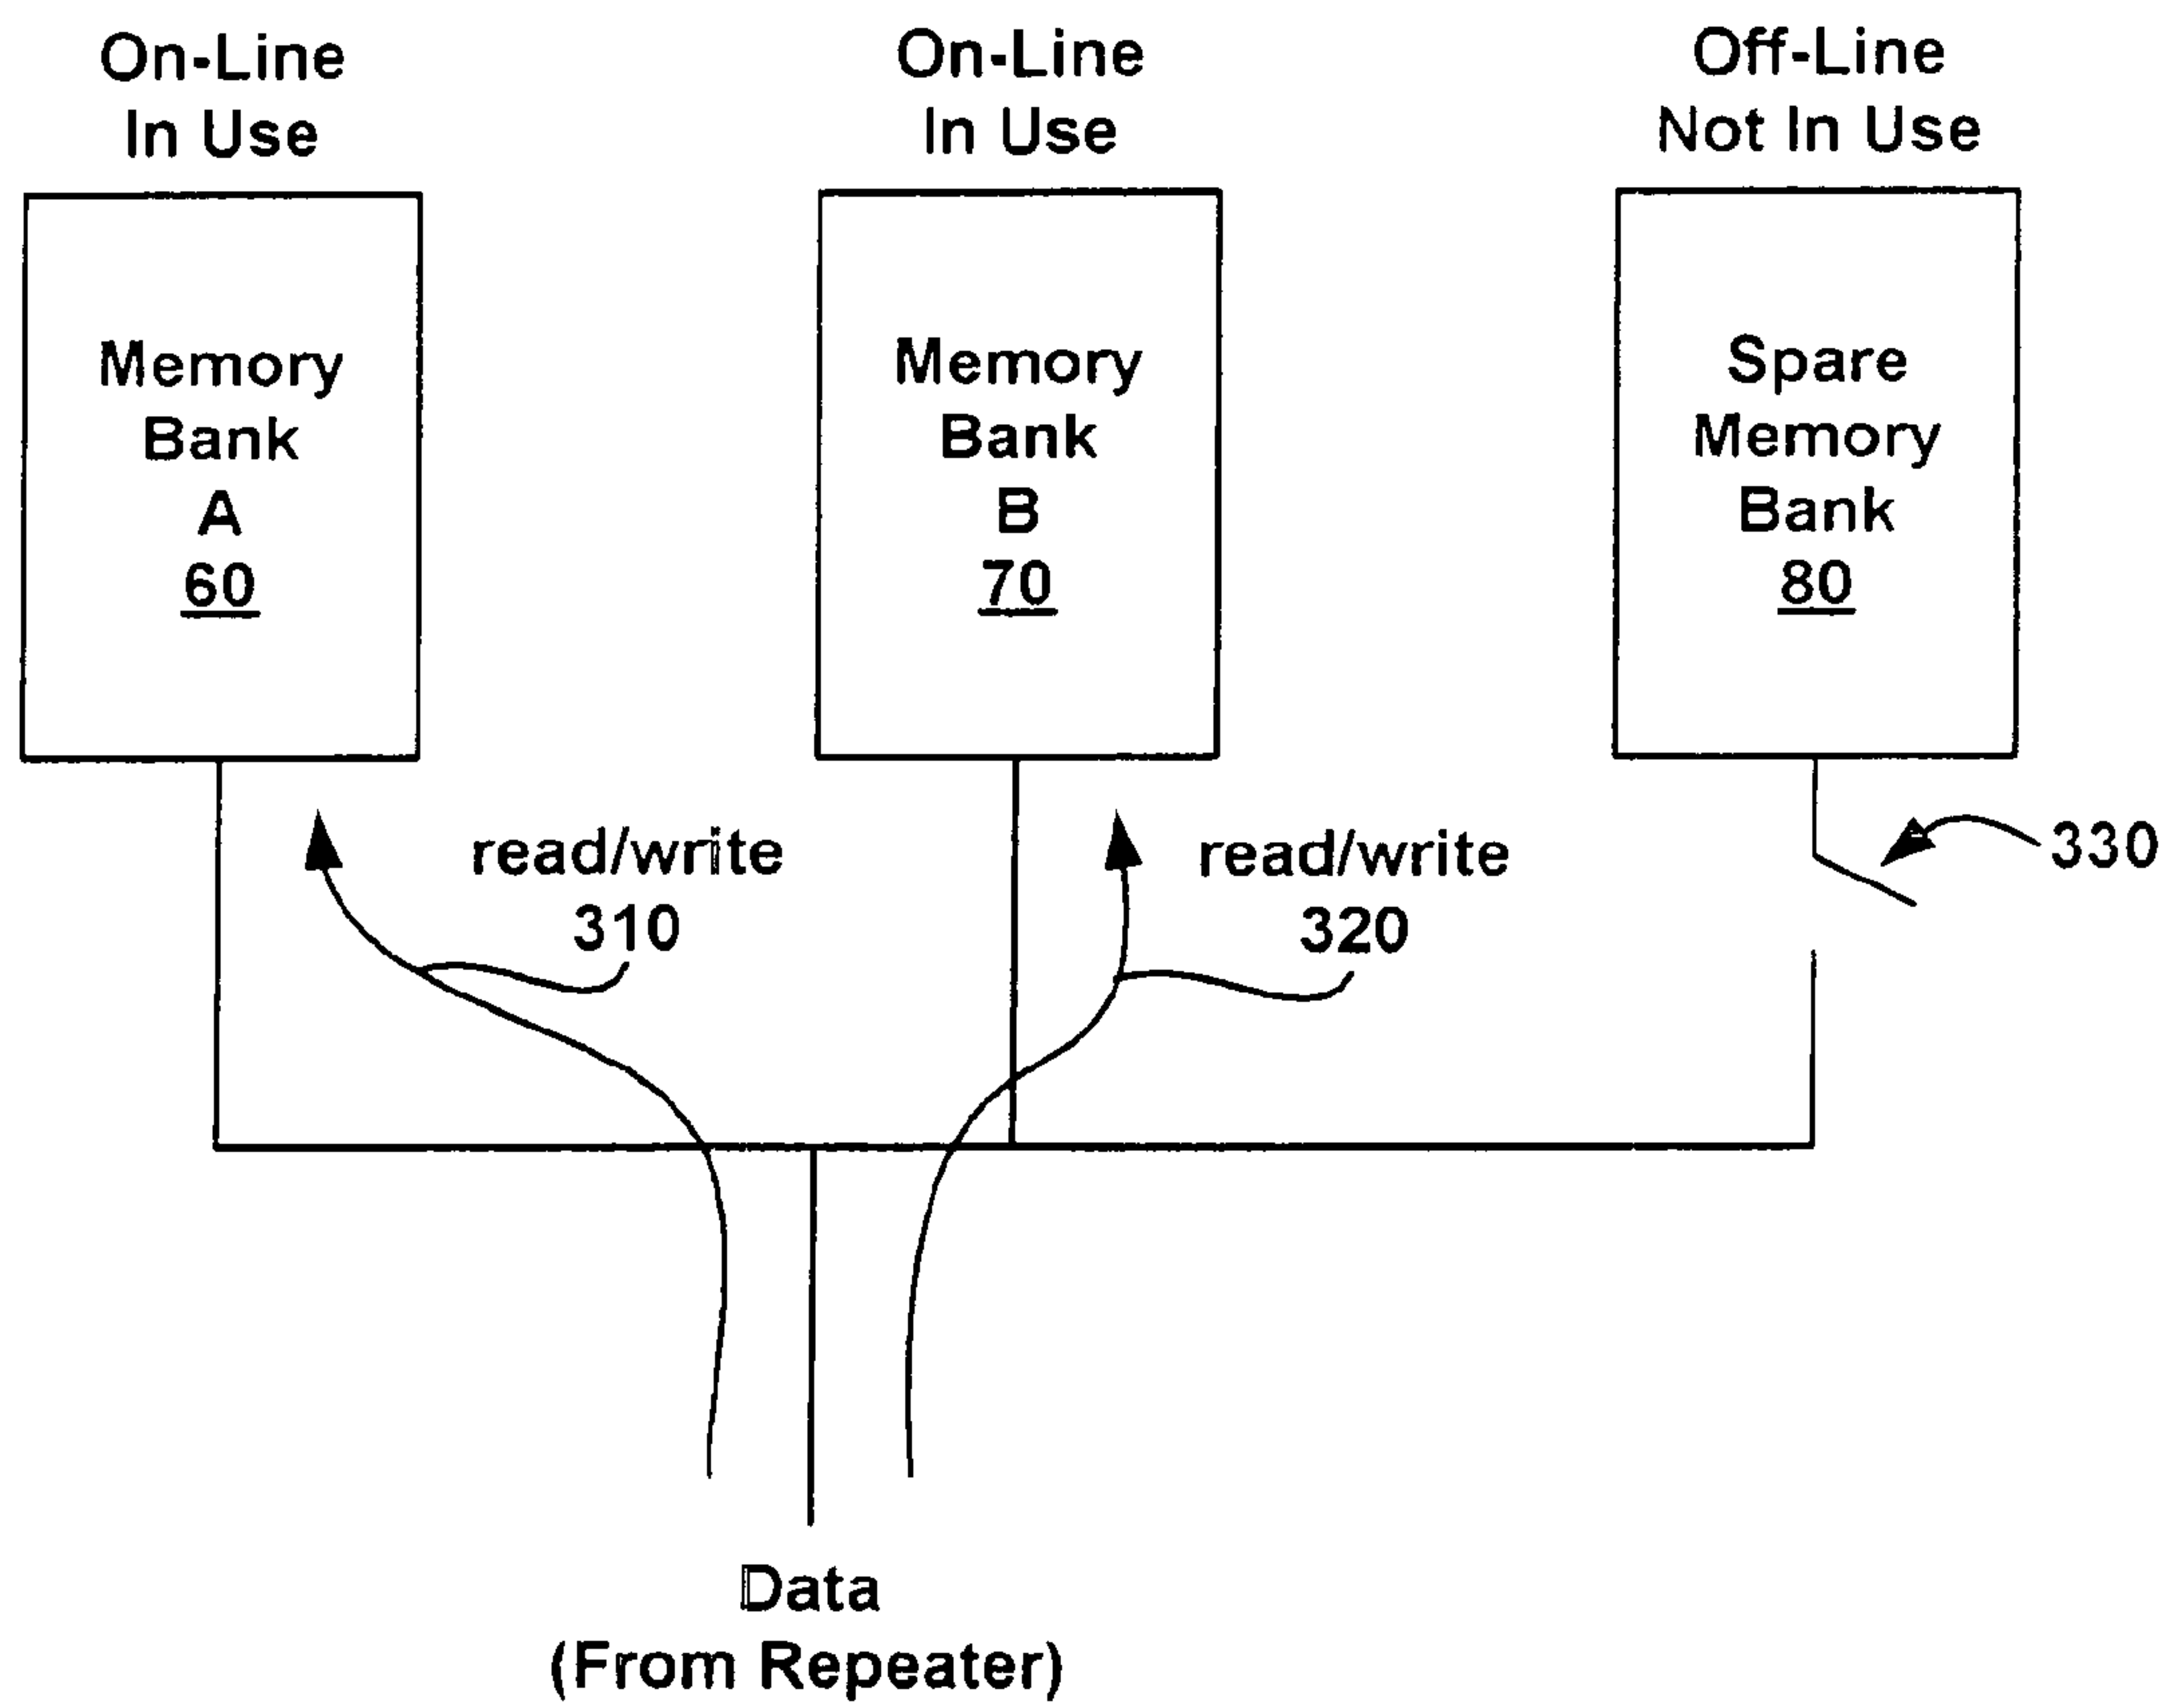 On-Line
In Use
On-Line
In Use
Off-Line
Not In Use
Memory
Bank
A
60
Memory
Bank
B
70
Spare
Memory
Bank
80
read/write
310
read/write
320
330
Data
(From Repeater)